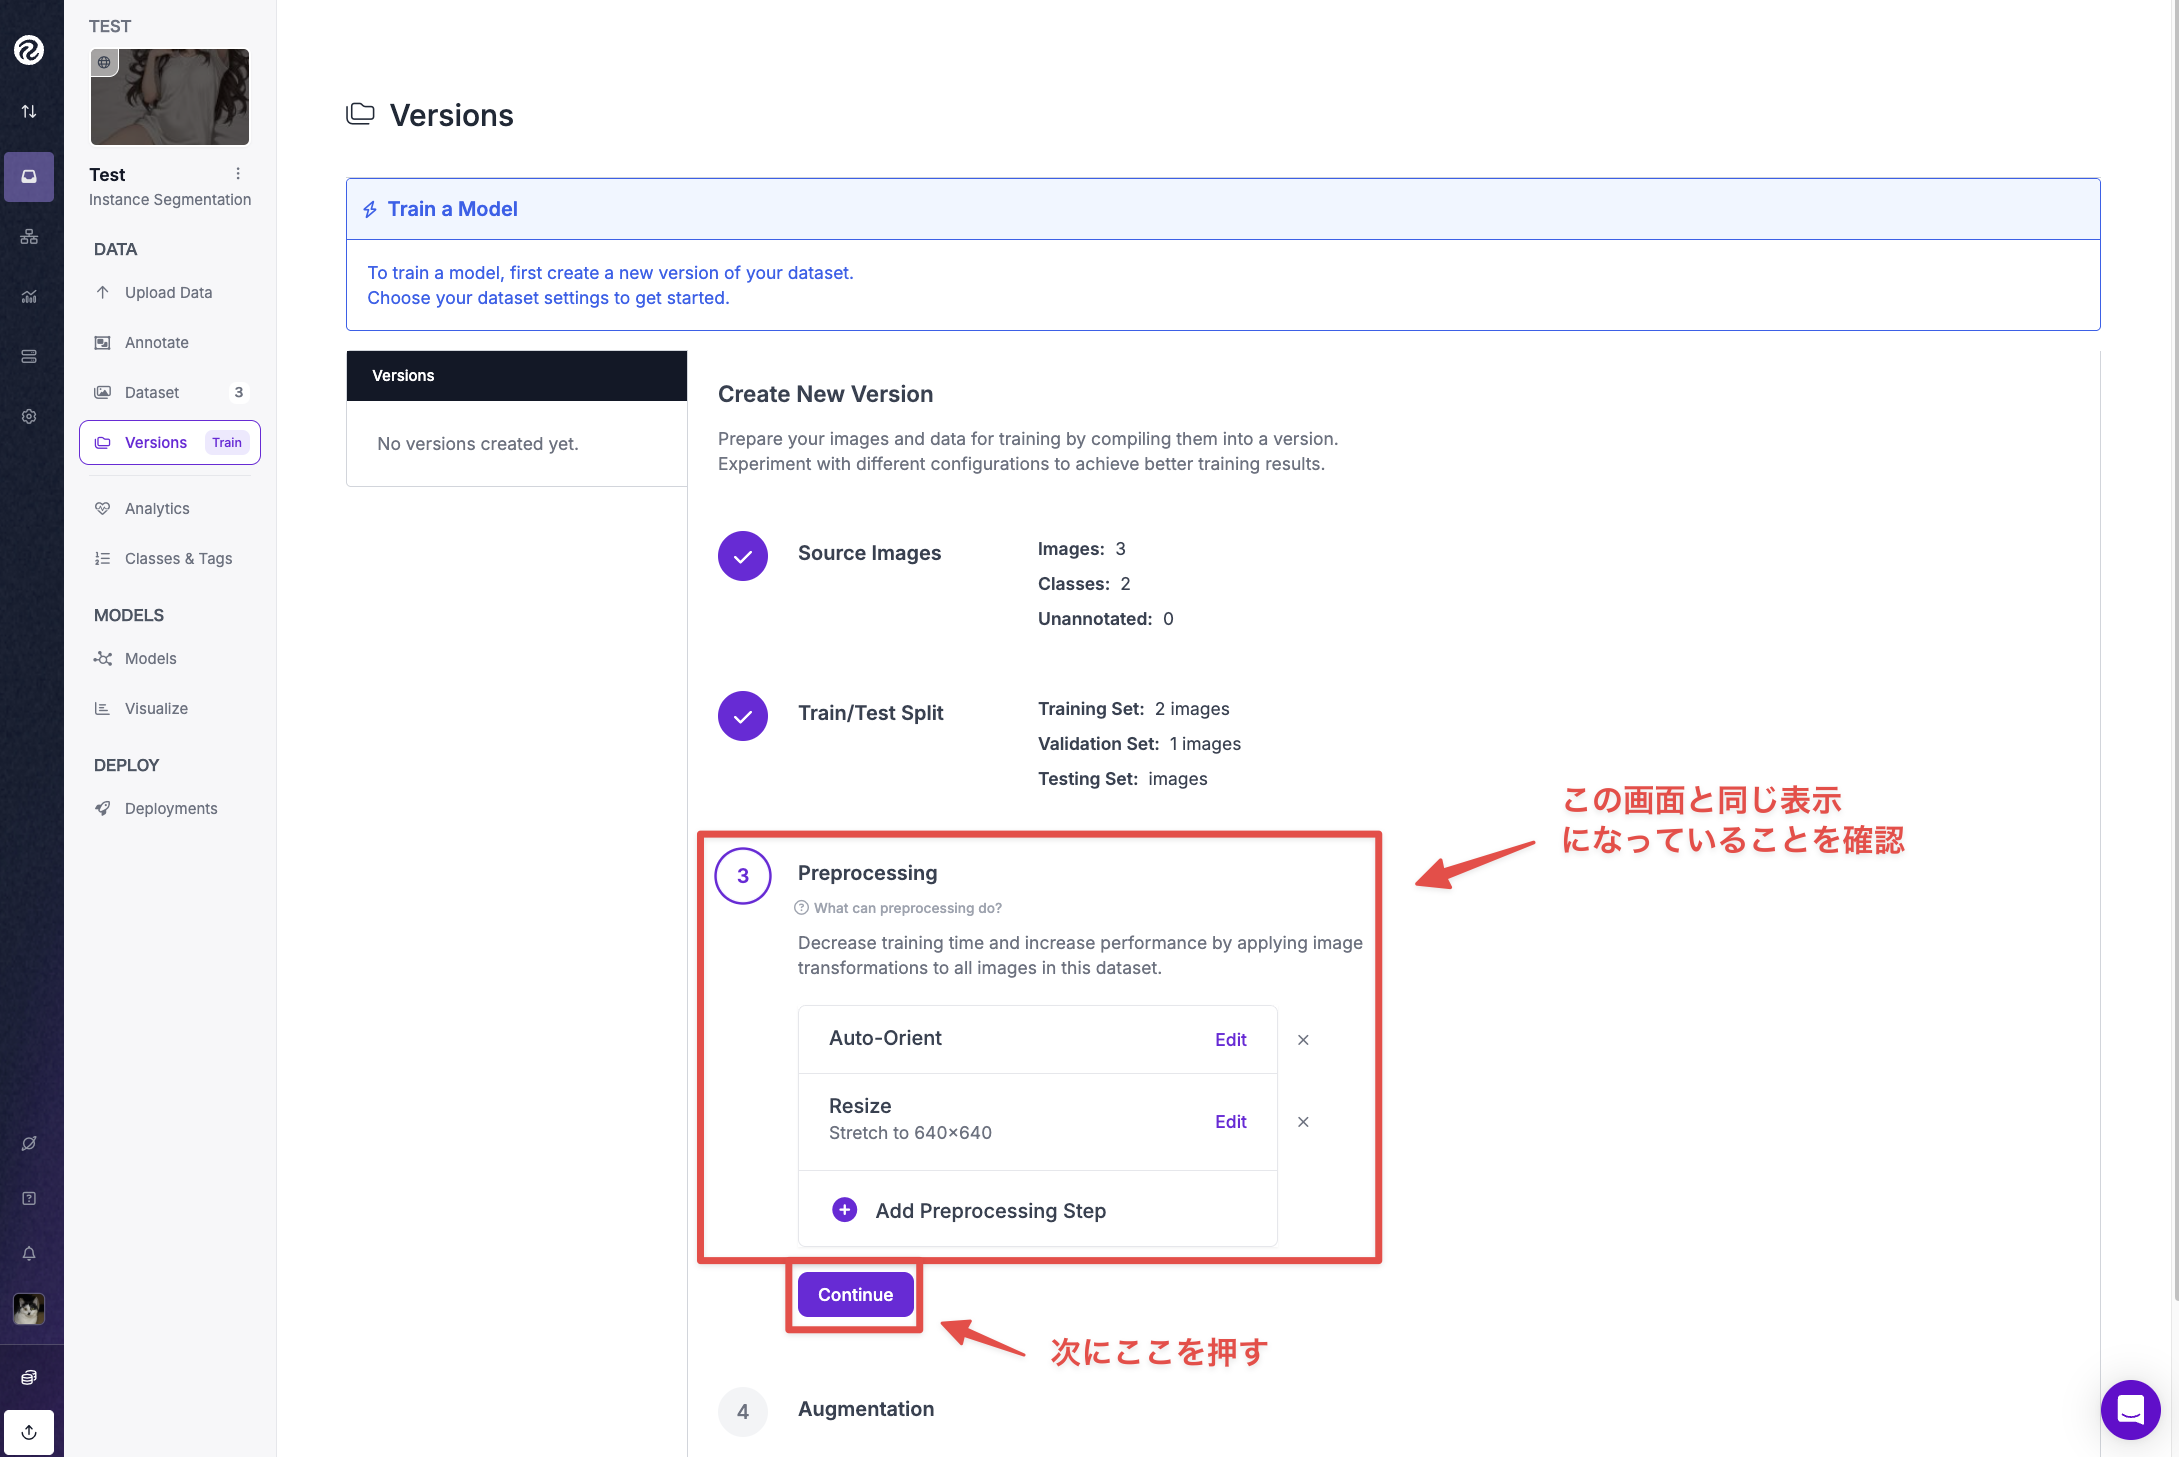 TEST
Test
Instance Segmentation
DATA
Upload Data
Annotate
Dataset 3
Versions Train
Analytics
Classes & Tags
MODELS
Models
Visualize
DEPLOY
Deployments
Versions
Train a Model
To train a model, first create a new version of your dataset.
Choose your dataset settings to get started.
Versions
No versions created yet.
Create New Version
Prepare your images and data for training by compiling them into a version.
Experiment with different configurations to achieve better training results.
Source Images
Images: 3
Classes: 2
Unannotated: 0
Train/Test Split
Training Set: 2 images
Validation Set: 1 images
Testing Set: images
この画面と同じ表示
になっていることを確認
3 Preprocessing
What can preprocessing do?
Decrease training time and increase performance by applying image
transformations to all images in this dataset.
Auto-Orient Edit ×
Resize
Stretch to 640×640
Edit ×
Add Preprocessing Step
Continue
次にここを押す
4 Augmentation